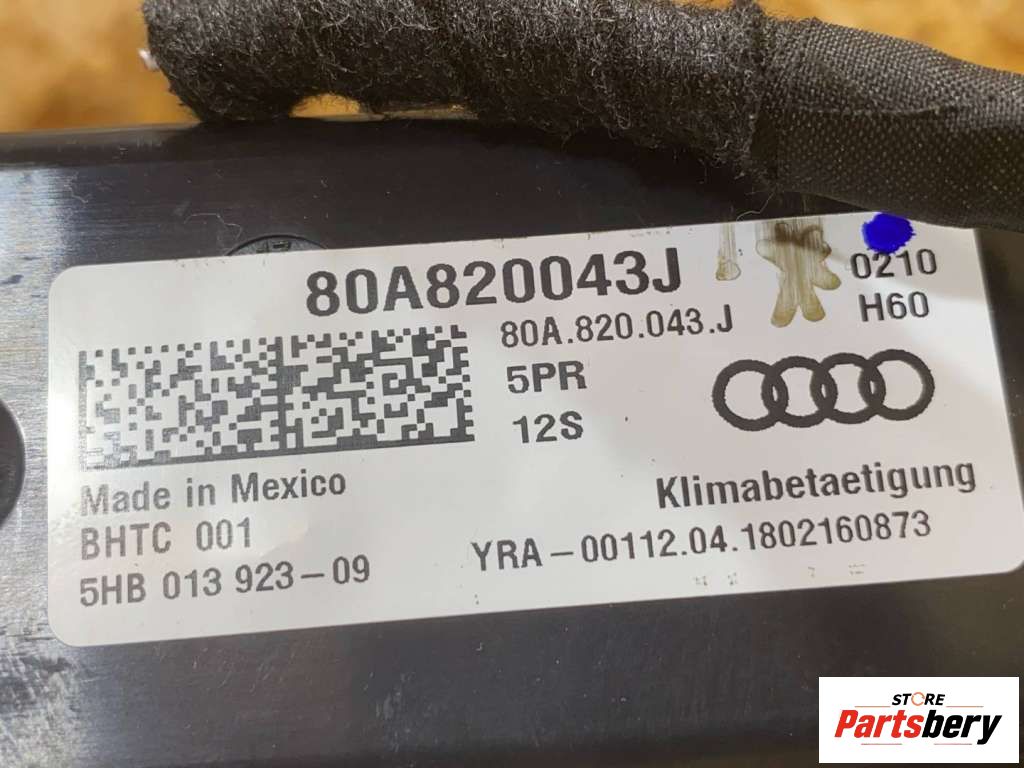 80A820043J
0210
80A.820.043.J
H60
5PR
12S
Made in Mexico
Klimabetaetigung
BHTC 001
YRA-00112.04.1802160873
5HB 013 923-09
STORE
Partsbery